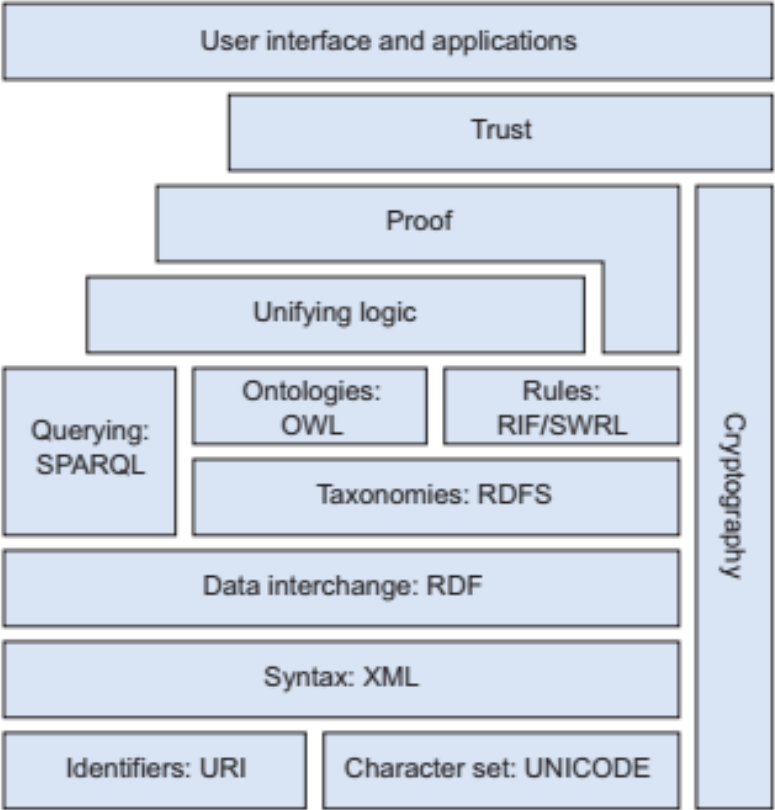 User interface and applications
Trust
Proof
Unifying logic
Querying:
SPARQL
Ontologies:
OWL
Rules:
RIF/SWRL
Taxonomies: RDFS
Cryptography
Data interchange: RDF
Syntax: XML
Identifiers: URI
Character set: UNICODE